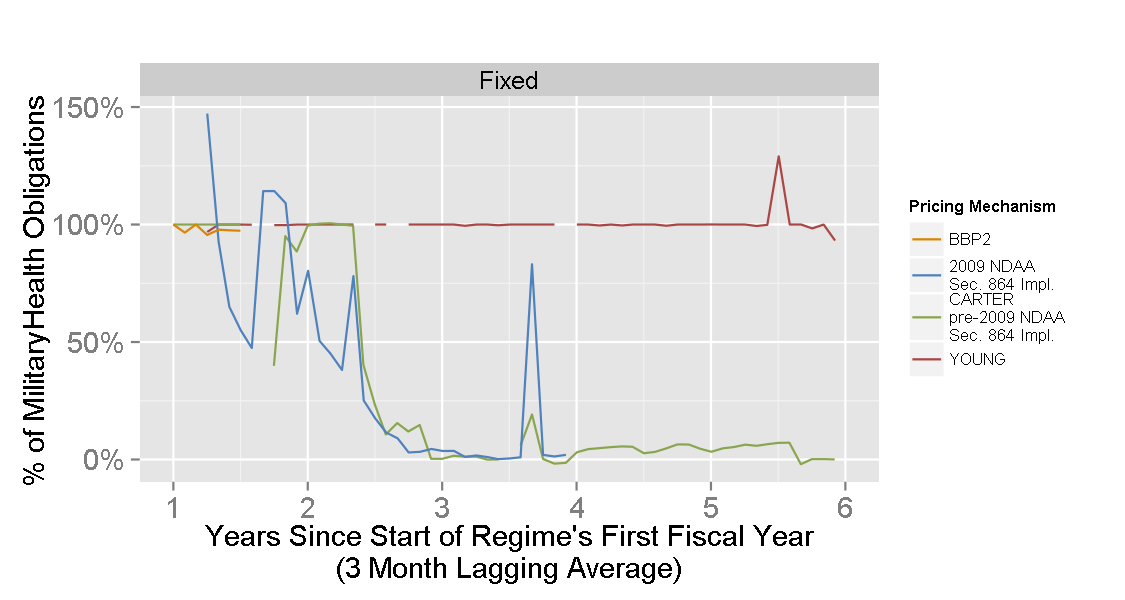 Fixed
150%
100%
50%
0%
% of MilitaryHealth Obligations
1 2 3 4 5 6
Years Since Start of Regime's First Fiscal Year
(3 Month Lagging Average)
Pricing Mechanism
BBP2
2009 NDAA
Sec. 864 Impl.
CARTER
pre-2009 NDAA
Sec. 864 Impl.
YOUNG